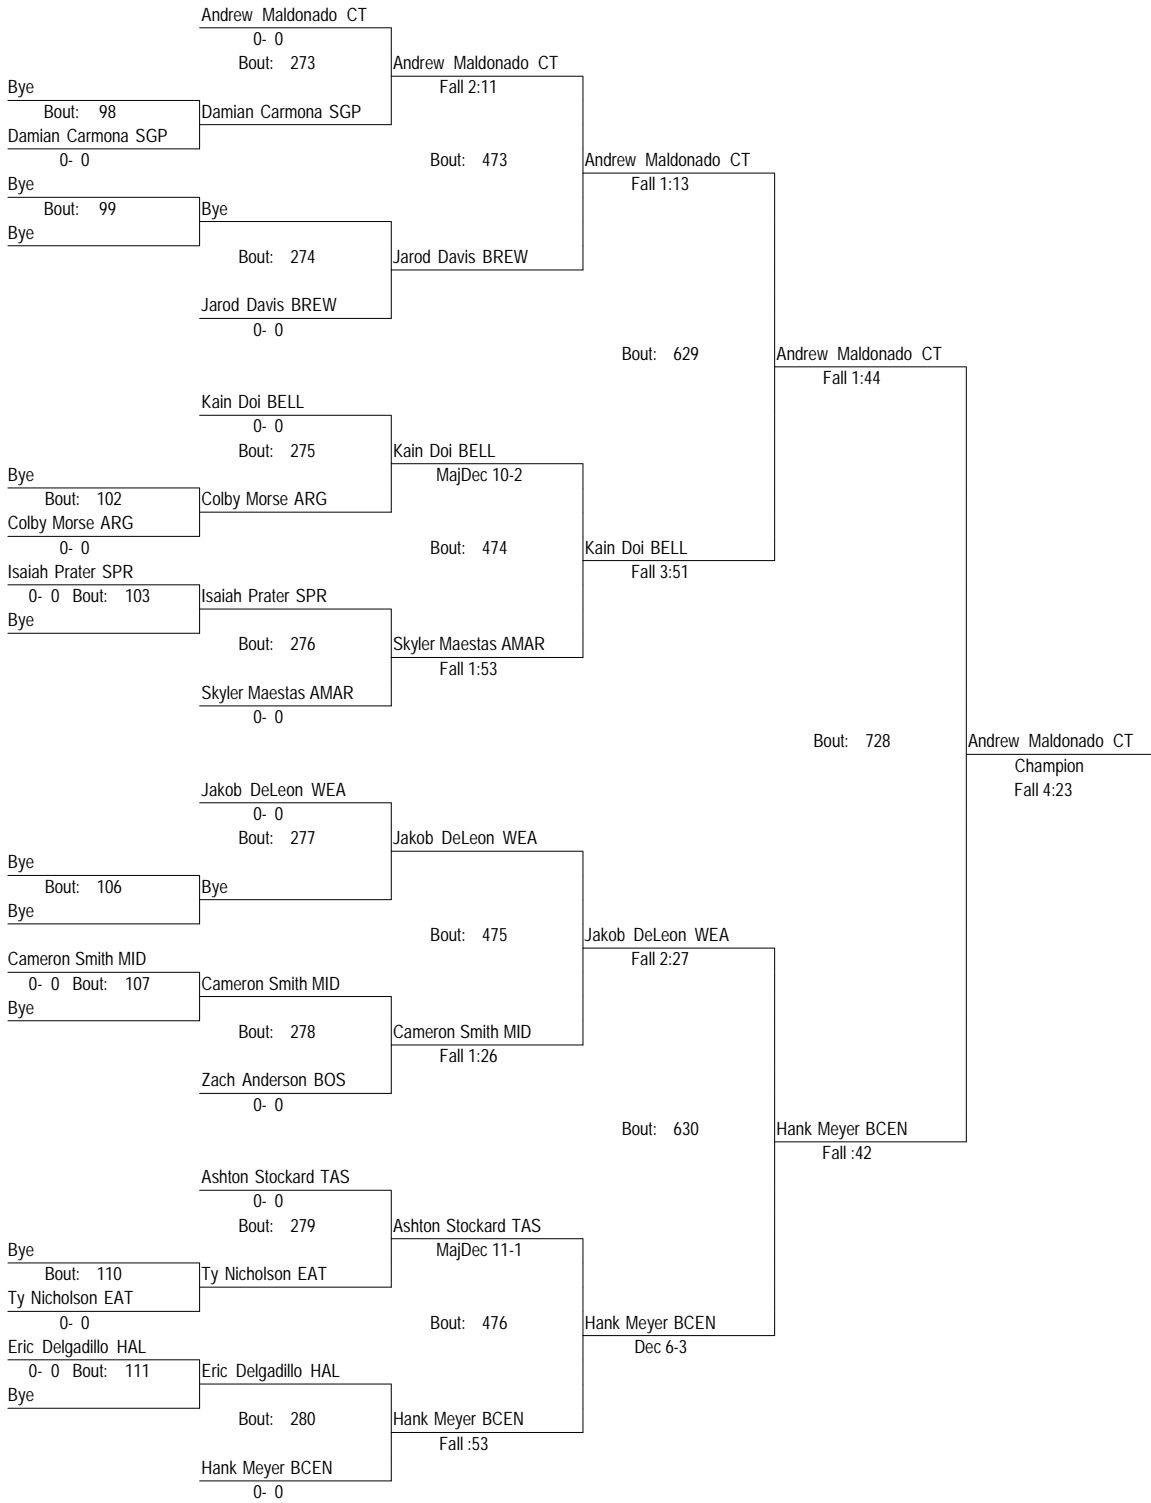 Andrew Maldonado CT
0- 0
Bout: 273
Andrew Maldonado CT
Bye
Fall 2:11
Bout: 98
Damian Carmona SGP
Damian Carmona SGP
0- 0
Bout: 473
Andrew Maldonado CT
Bye
Fall 1:13
Bout: 99
Bye
Bye
Bout: 274
Jarod Davis BREW
Jarod Davis BREW
0- 0
Bout: 629
Andrew Maldonado CT
Fall 1:44
Kain Doi BELL
0- 0
Bout: 275
Kain Doi BELL
Bye
MajDec 10-2
Bout: 102
Colby Morse ARG
Colby Morse ARG
0- 0
Bout: 474
Kain Doi BELL
Isaiah Prater SPR
Fall 3:51
0- 0 Bout: 103
Isaiah Prater SPR
Bye
Bout: 276
Skyler Maestas AMAR
Fall 1:53
Skyler Maestas AMAR
0- 0
Bout: 728
Andrew Maldonado CT
Champion
Fall 4:23
Jakob DeLeon WEA
0- 0
Bout: 277
Jakob DeLeon WEA
Bye
Bout: 106
Bye
Bye
Bout: 475
Jakob DeLeon WEA
Cameron Smith MID
Fall 2:27
0- 0 Bout: 107
Cameron Smith MID
Bye
Bout: 278
Cameron Smith MID
Fall 1:26
Zach Anderson BOS
0- 0
Bout: 630
Hank Meyer BCEN
Fall :42
Ashton Stockard TAS
0- 0
Bout: 279
Ashton Stockard TAS
Bye
MajDec 11-1
Bout: 110
Ty Nicholson EAT
Ty Nicholson EAT
0- 0
Bout: 476
Hank Meyer BCEN
Eric Delgadillo HAL
Dec 6-3
0- 0 Bout: 111
Eric Delgadillo HAL
Bye
Bout: 280
Hank Meyer BCEN
Fall :53
Hank Meyer BCEN
0- 0